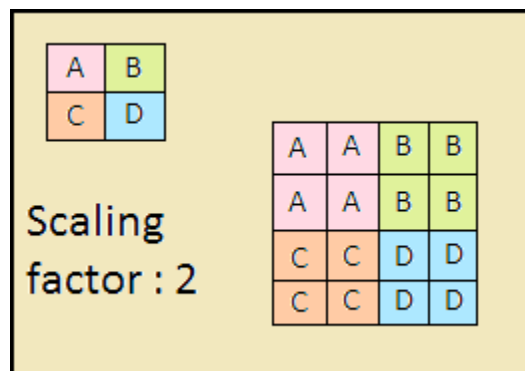 A B
C D
Scaling
factor : 2
A A B B
A A B B
C C D D
C C D D